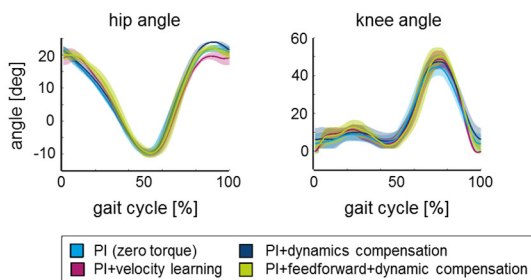 hip angle
knee angle
angle [deg]
20
10
0
-10
0
50
100
gait cycle [%]
60
40
20
0
0
50
100
gait cycle [%]
PI (zero torque)
PI+dynamics compensation
PI+velocity learning
PI+feedforward+dynamic compensation